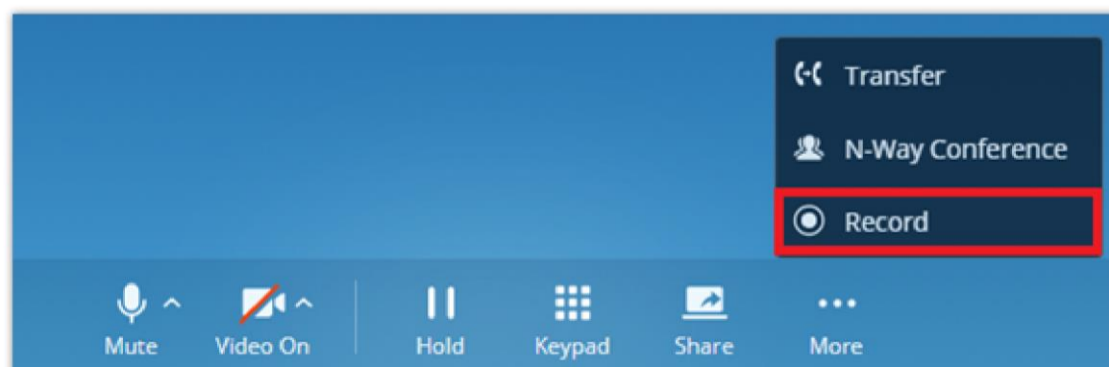 Transfer
N-Way Conference
Record
Mute
Video On
Hold
Keypad
Share
More